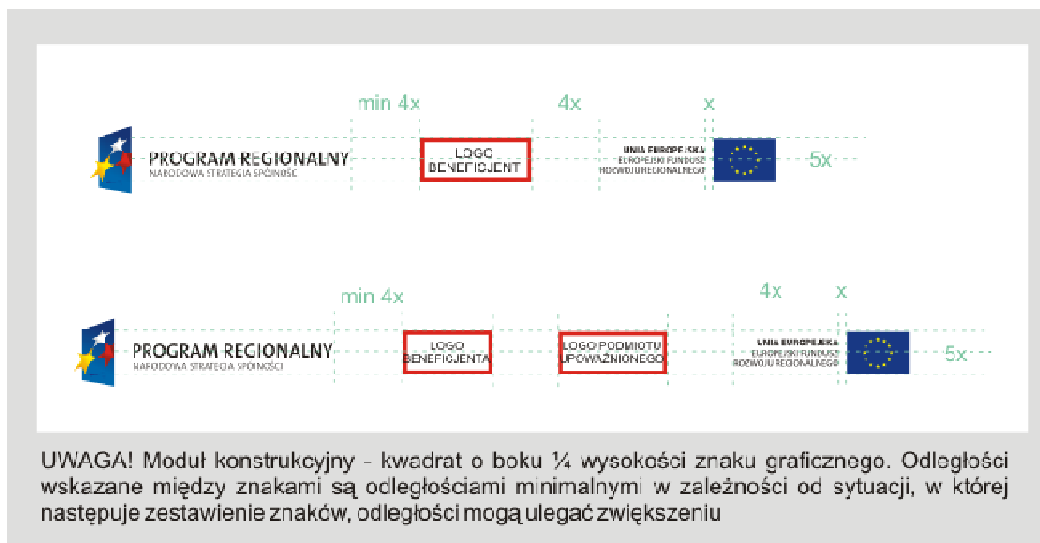 min 4x 4x x
PROGRAM REGIONALNY
NARODOWA STRATEGIA SPÓJNOŚCI
LOGO
BENEFICJENT
UNIA EUROPEJSKA
EUROPEJSKI FUNDUSZ
ROZWOJU REGIONALNEGO
5x
min 4x 4x x
PROGRAM REGIONALNY
NARODOWA STRATEGIA SPÓJNOŚCI
LOGO
BENEFICJENTA
LOGO PODMIOTU
UPOWAŻNIONEGO
UNIA EUROPEJSKA
EUROPEJSKI FUNDUSZ
ROZWOJU REGIONALNEGO
5x
UWAGA! Moduł konstrukcyjny - kwadrat o boku ¼ wysokości znaku graficznego. Odległości
wskazane między znakami są odległościami minimalnymi w zależności od sytuacji, w której
następuje zestawienie znaków, odległości mogą ulegać zwiększeniu